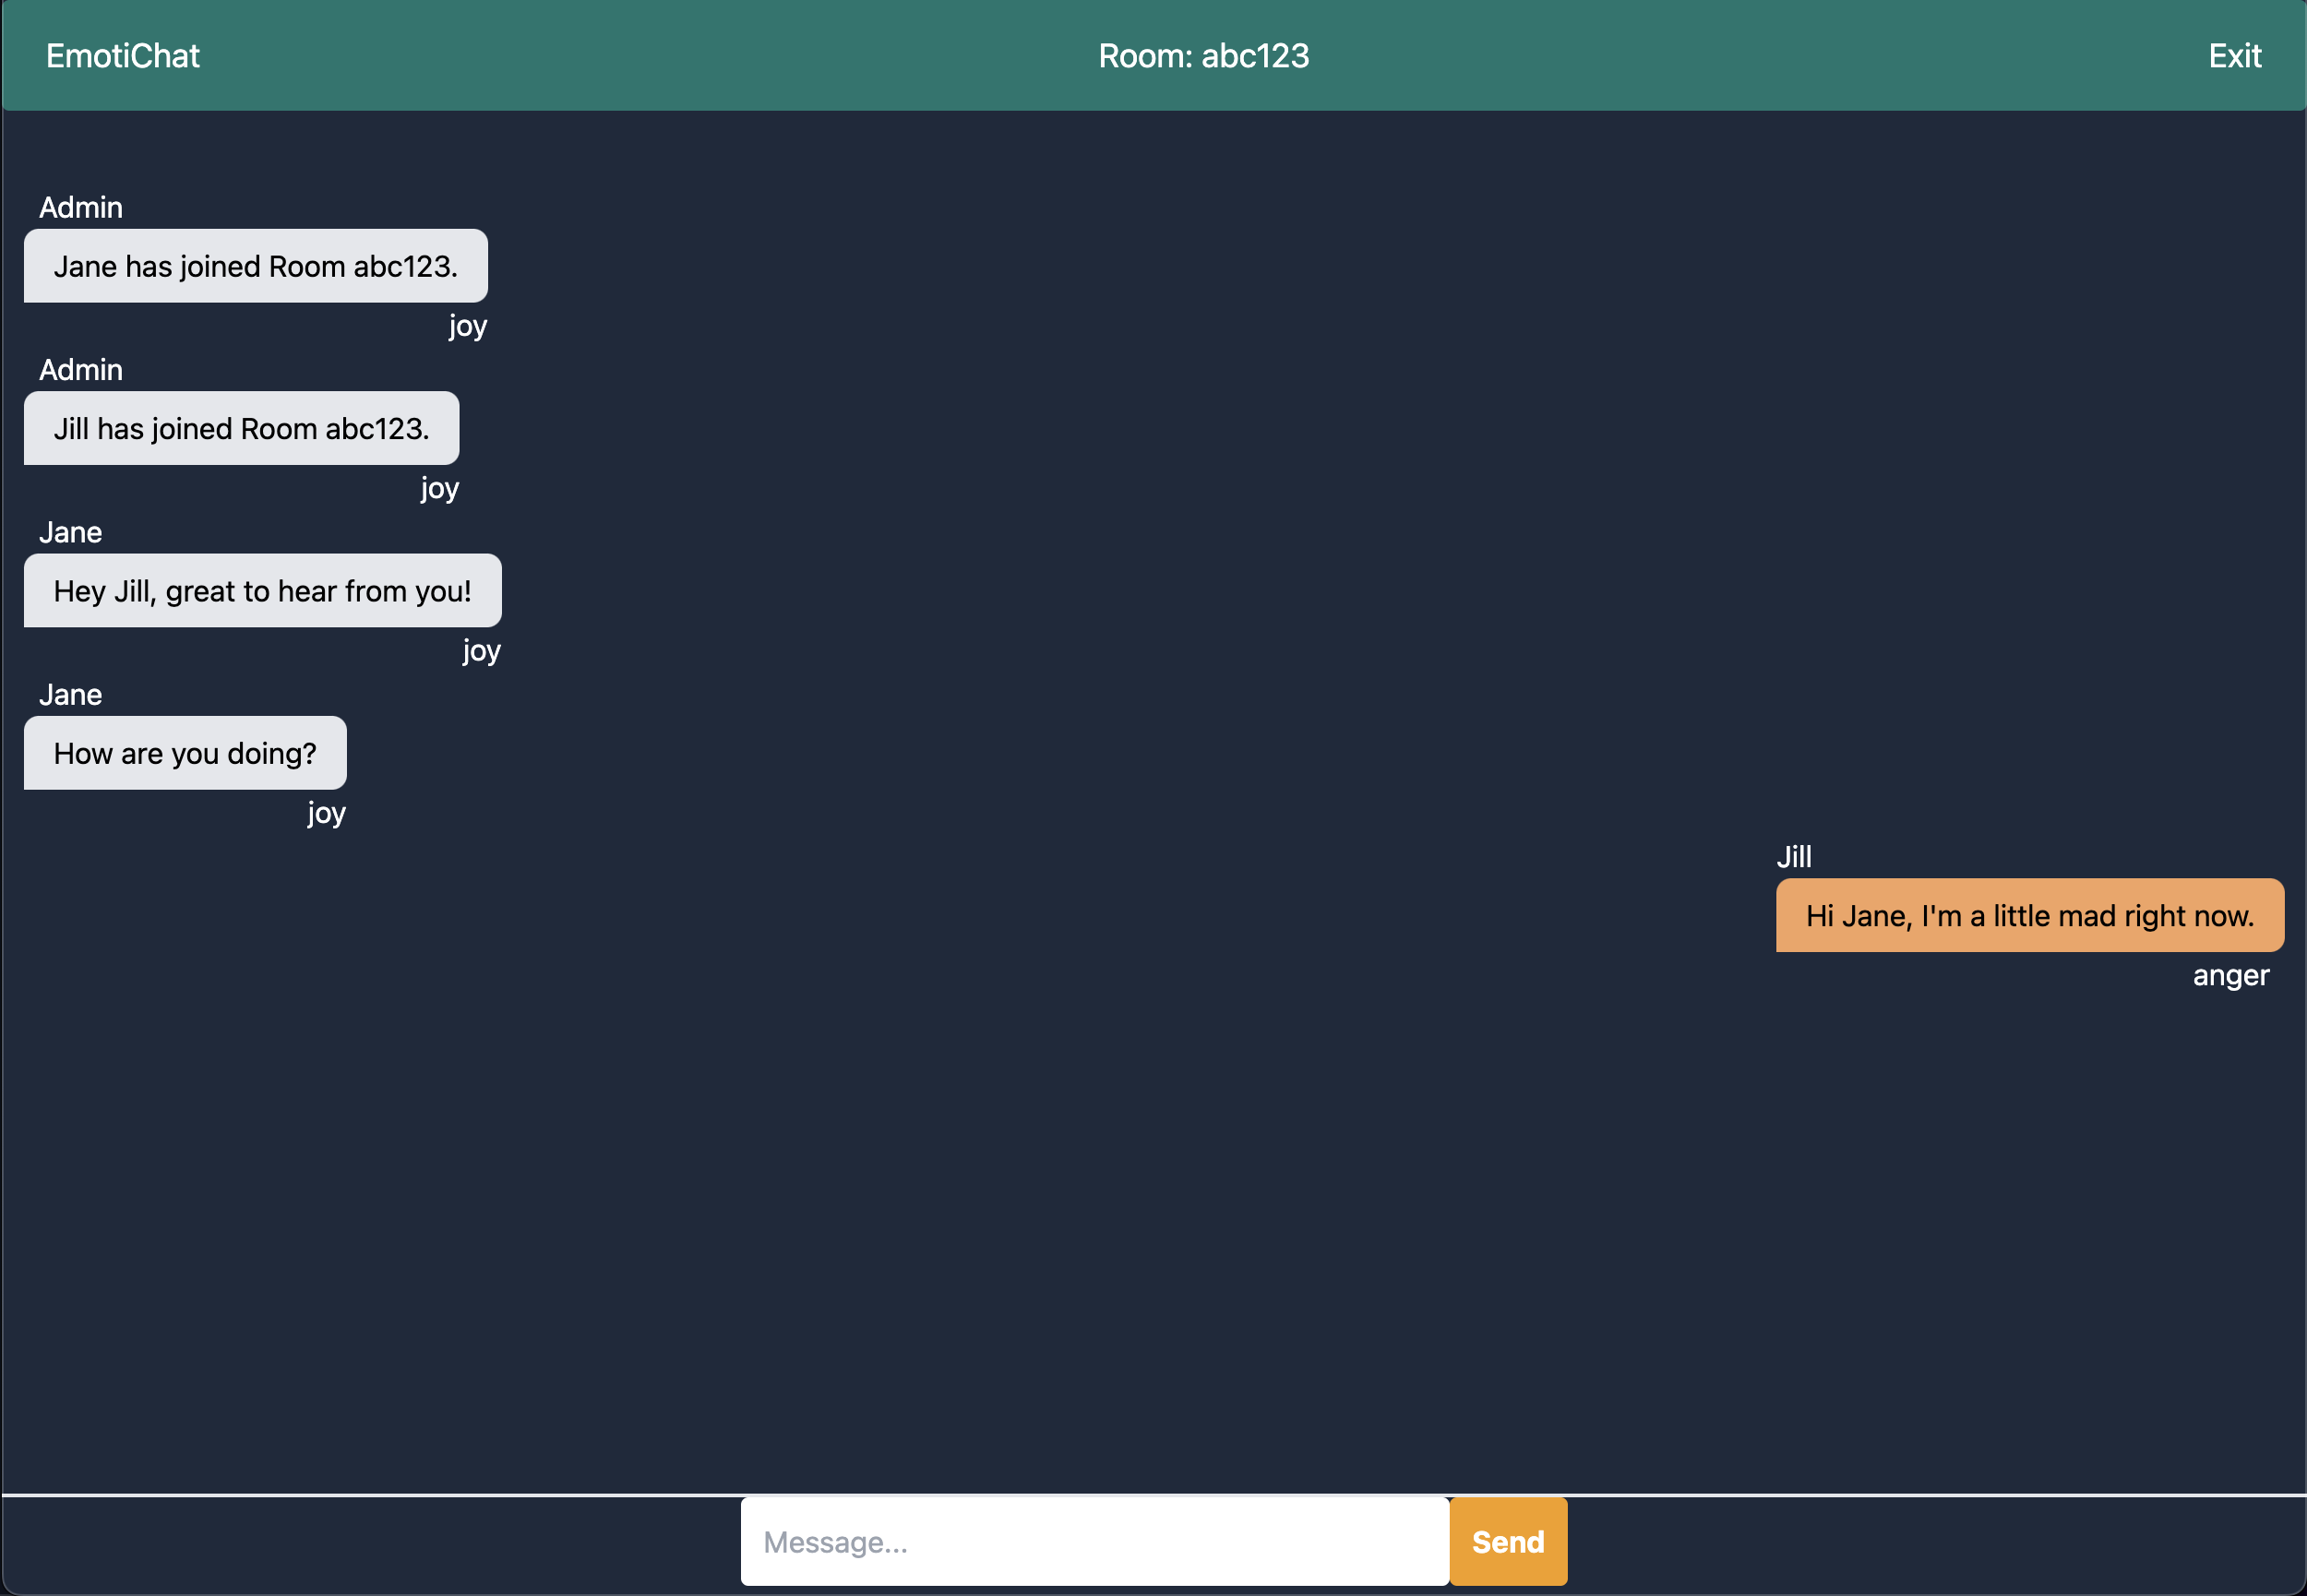 EmotiChat
Room: abc123
Exit
Admin
Jane has joined Room abc123.
joy
Admin
Jill has joined Room abc123.
joy
Jane
Hey Jill, great to hear from you!
joy
Jane
How are you doing?
joy
Jill
Hi Jane, I'm a little mad right now.
anger
Message...
Send